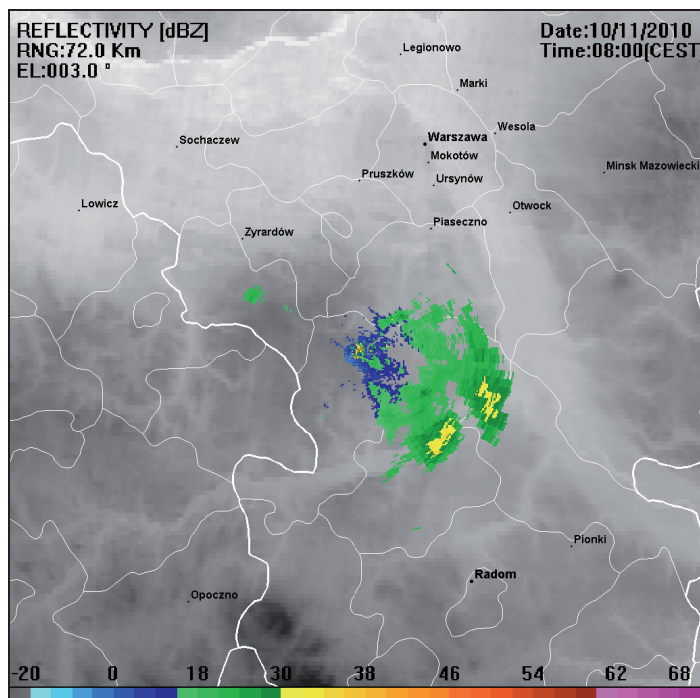 REFLECTIVITY [dBZ]
RNG:72.0 Km
EL:003.0 °
Date:10/11/2010
Time:08:00(CEST
Legionowo
Marki
Wesola
Warszawa
Sochaczew
Mokotów
Minsk Mazowiecki
Pruszków
Ursynów
Lowicz
Otwock
Piaseczno
Zyrardów
Pionki
Radom
Opoczno
-20 0 18 30 38 46 54 62 68